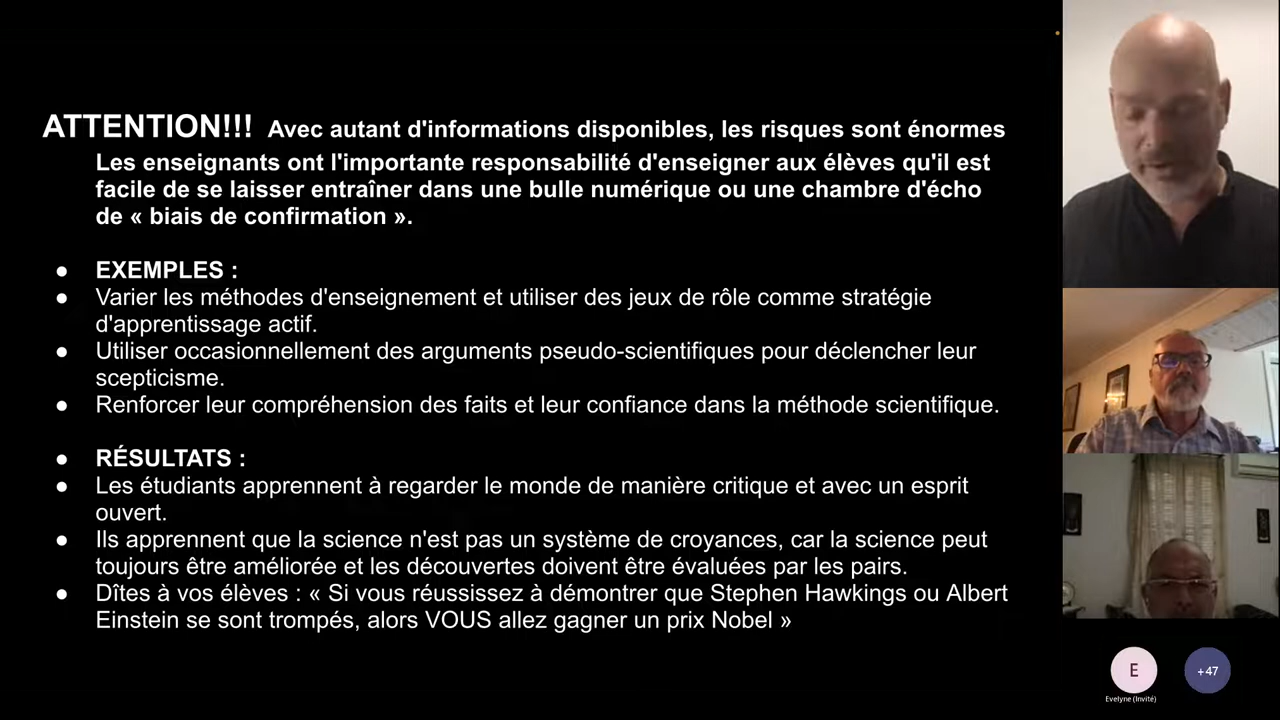 ATTENTION!!! Avec autant d'informations disponibles, les risques sont énormes
Les enseignants ont l'importante responsabilité d'enseigner aux élèves qu'il est
facile de se laisser entraîner dans une bulle numérique ou une chambre d'écho
de « biais de confirmation ».
● EXEMPLES :
● Varier les méthodes d'enseignement et utiliser des jeux de rôle comme stratégie
d'apprentissage actif.
● Utiliser occasionnellement des arguments pseudo-scientifiques pour déclencher leur
scepticisme.
● Renforcer leur compréhension des faits et leur confiance dans la méthode scientifique.
● RÉSULTATS :
● Les étudiants apprennent à regarder le monde de manière critique et avec un esprit
ouvert.
● Ils apprennent que la science n'est pas un système de croyances, car la science peut
toujours être améliorée et les découvertes doivent être évaluées par les pairs.
● Dîtes à vos élèves : « Si vous réussissez à démontrer que Stephen Hawkings ou Albert
Einstein se sont trompés, alors VOUS allez gagner un prix Nobel »
E
Evelyne (Invité)
+47